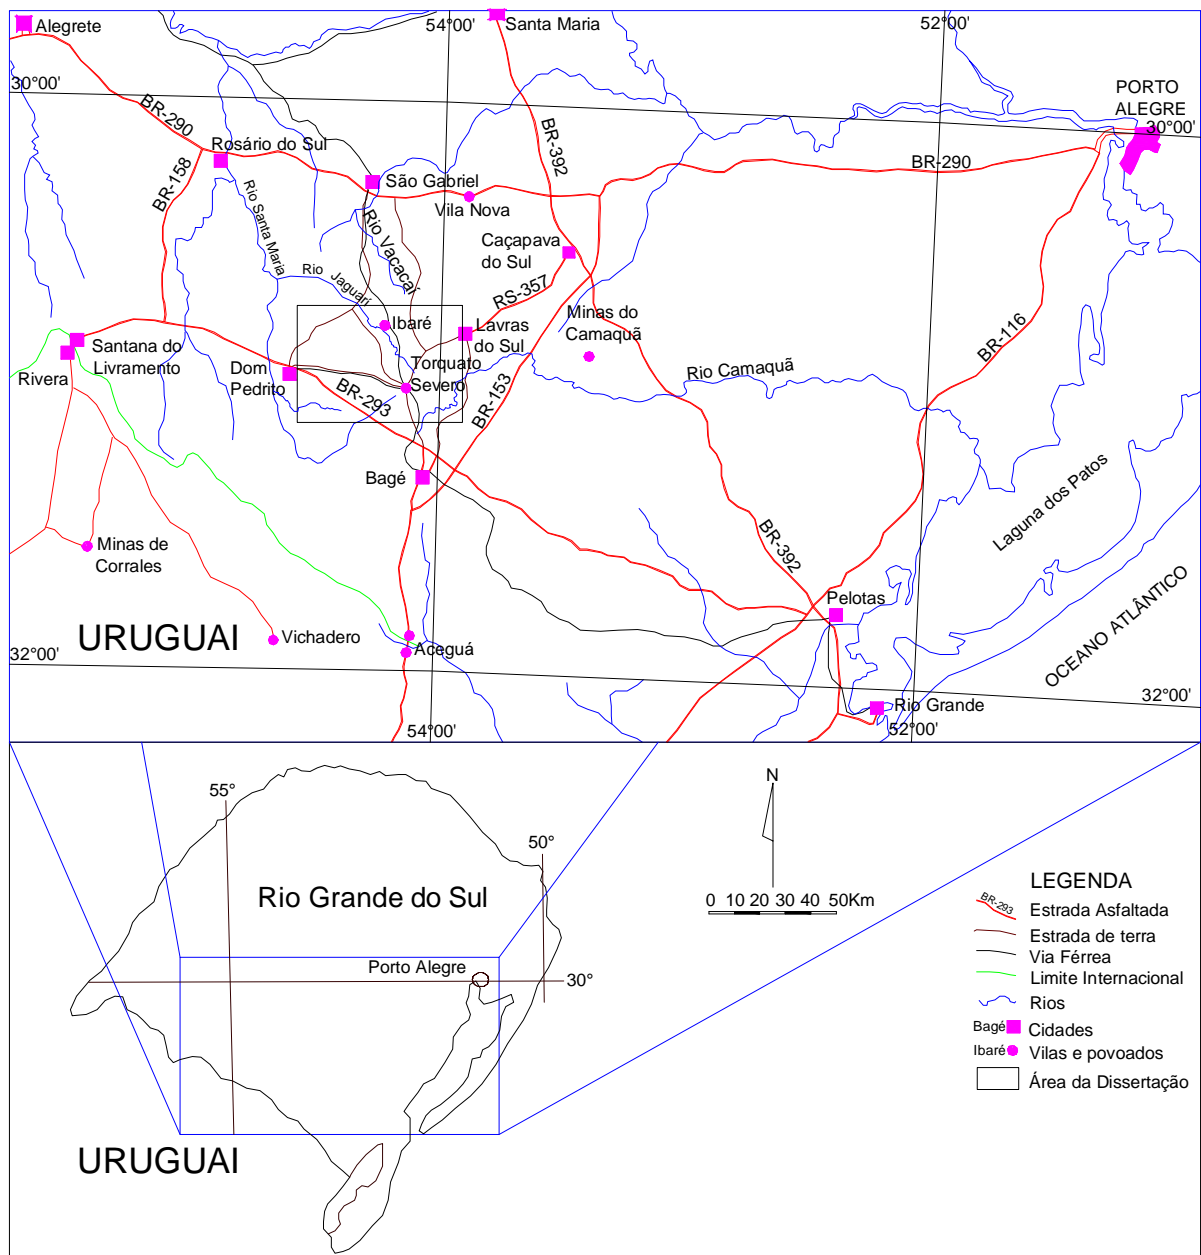 Alegrete
54°00'
Santa Maria
52°00'
30°00'
PORTO
ALEGRE
30°00'
BR-290
BR-392
Rosário do Sul
BR-290
BR-158
São Gabriel
Vila Nova
Rio Santa Maria
Rio Vacacaí
Caçapava
do Sul
Rio Jaguarí
RS-357
Ibaré
Lavras
do Sul
Minas do
Camaquã
BR-116
Santana do
Livramento
Rivera
Dom
Pedrito
Torquato
Severo
BR-293
BR-153
Rio Camaquã
Bagé
Laguna dos Patos
Minas de
Corrales
BR-392
OCEANO ATLÂNTICO
Pelotas
URUGUAI
Vichadero
Aceguá
32°00'
32°00'
Rio Grande
54°00'
52°00'
55°
N
50°
Rio Grande do Sul
0 10 20 30 40 50Km
Porto Alegre
30°
URUGUAI
LEGENDA
BR-293 Estrada Asfaltada
Estrada de terra
Via Férrea
Limite Internacional
Rios
Bagé Cidades
Ibaré Vilas e povoados
Área da Dissertação